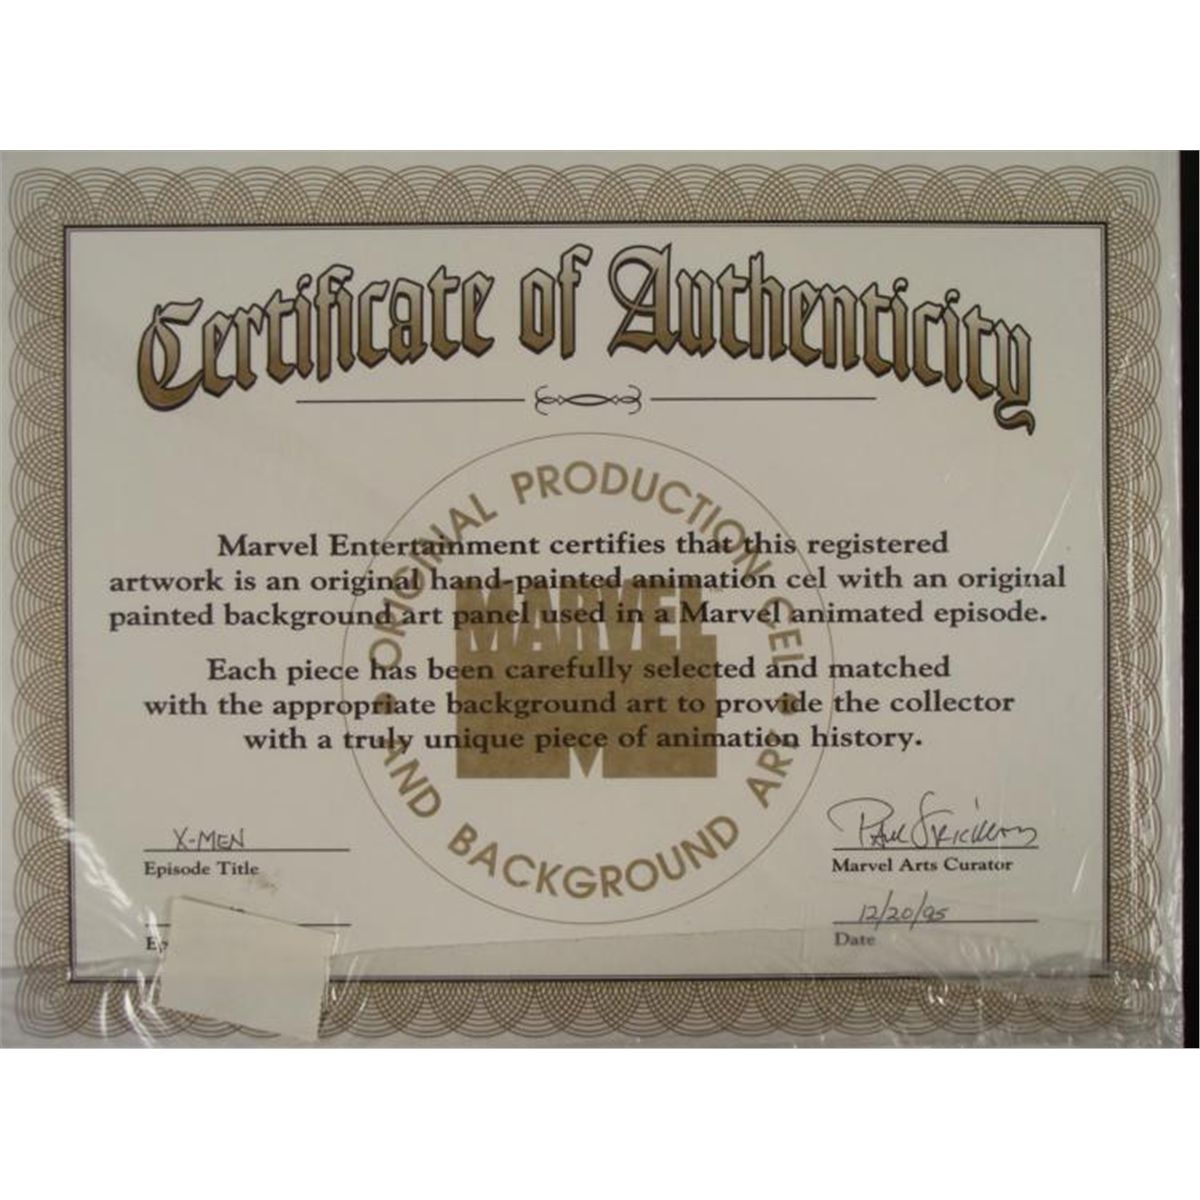 Certificate of Authenticity
ORIGINAL PRODUCTION CEL
Marvel Entertainment certifies that this registered
artwork is an original hand-painted animation cel with an original
painted background art panel used in a Marvel animated episode.
MARVEL
Each piece has been carefully selected and matched
with the appropriate background art to provide the collector
with a truly unique piece of animation history.
• AND BACKGROUND ART •
X-MEN
Episode Title
Marvel Arts Curator
12/20/95
Date